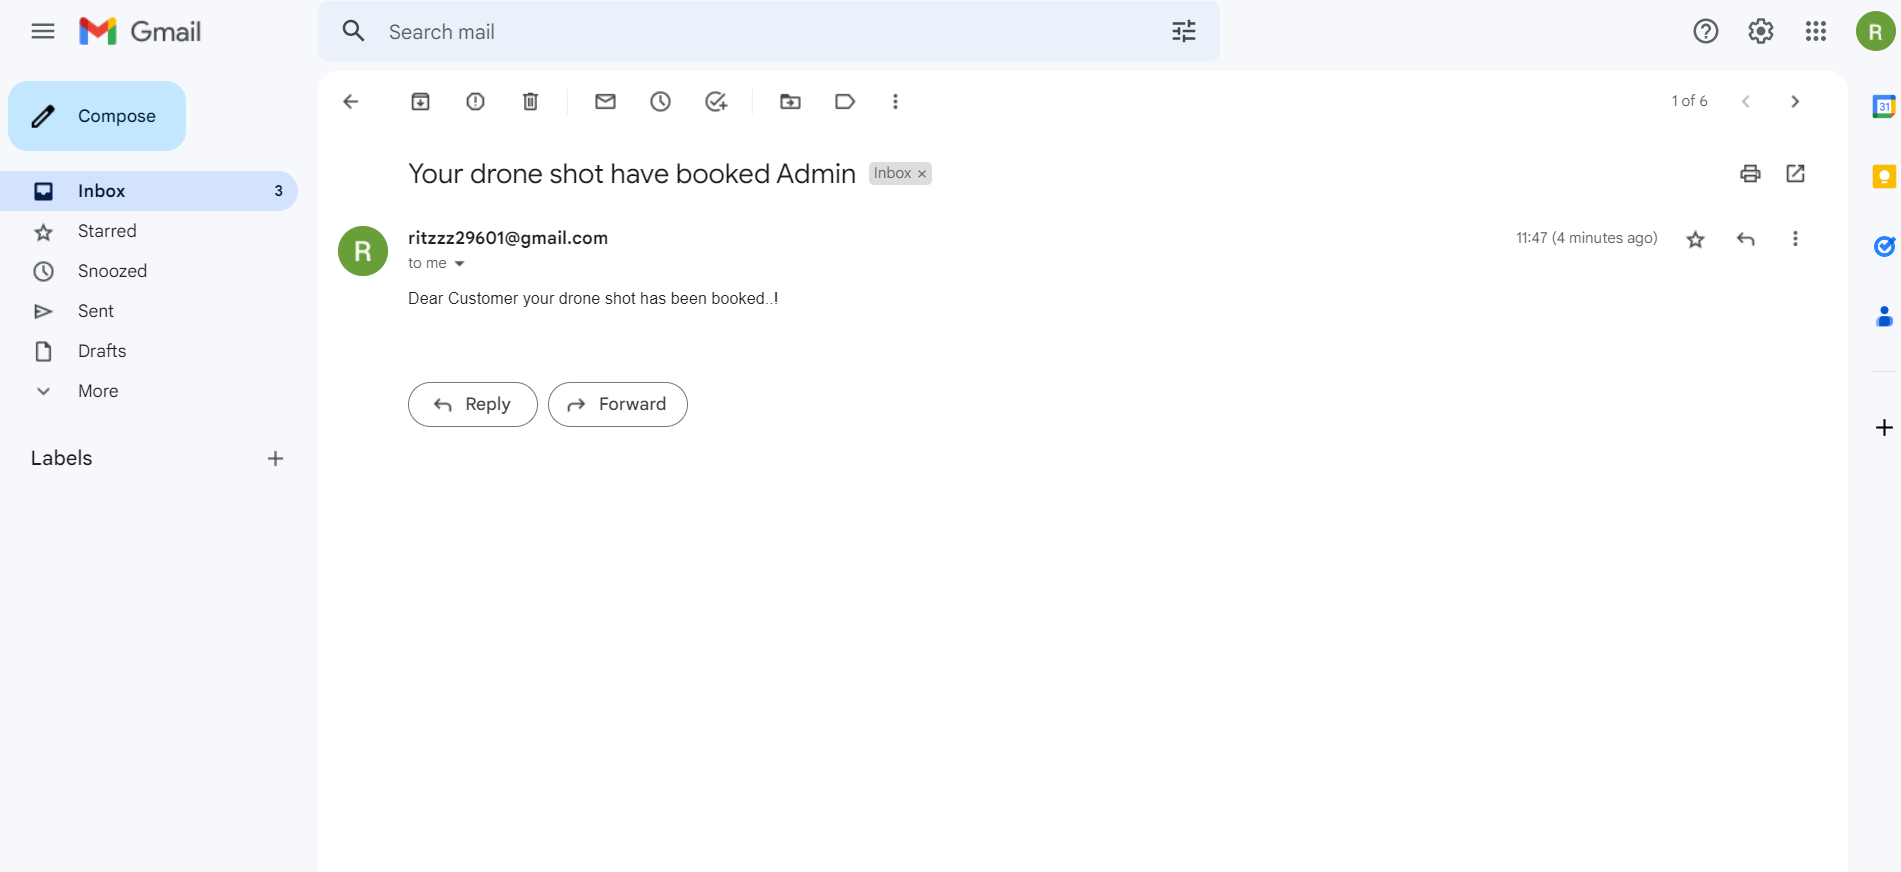 Gmail
Search mail
R
Compose
1 of 6
31
Your drone shot have booked Admin Inbox ×
Inbox 3
Starred
Snoozed
Sent
Drafts
More
Labels
R
ritzzz29601@gmail.com
11:47 (4 minutes ago)
to me
Dear Customer your drone shot has been booked..!
Reply
Forward